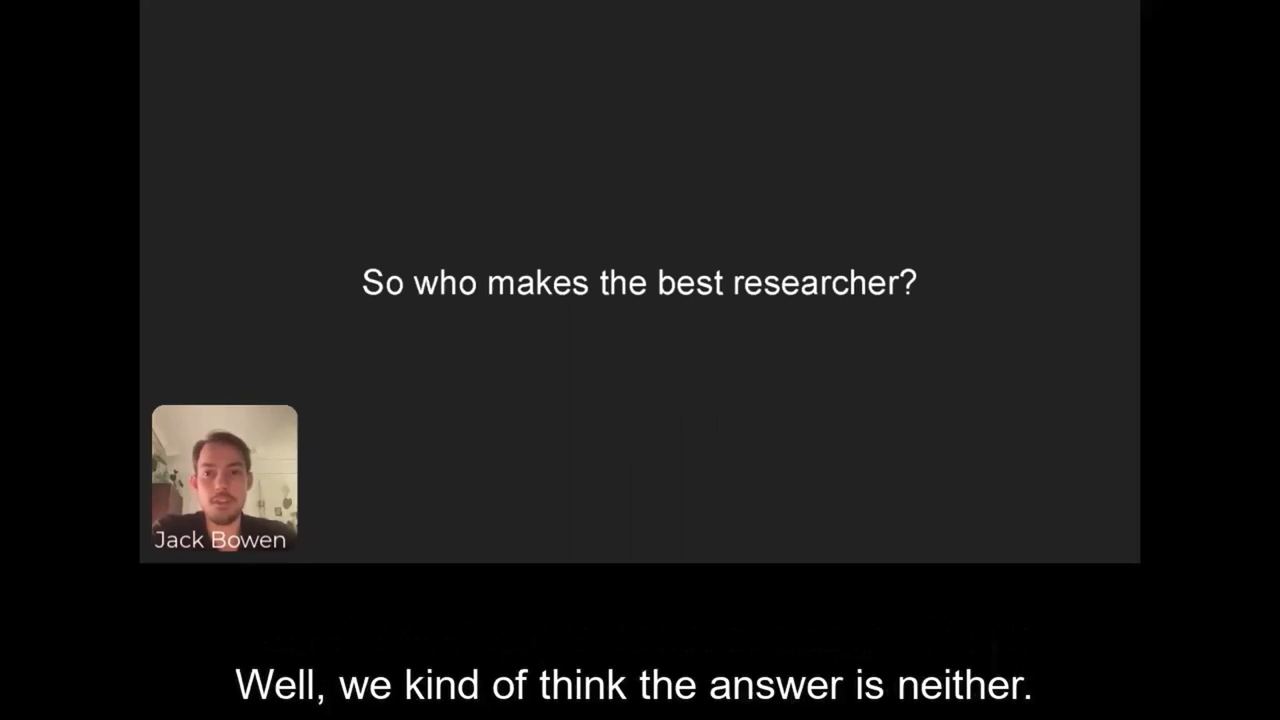 So who makes the best researcher?
Jack Bowen
Well, we kind of think the answer is neither.